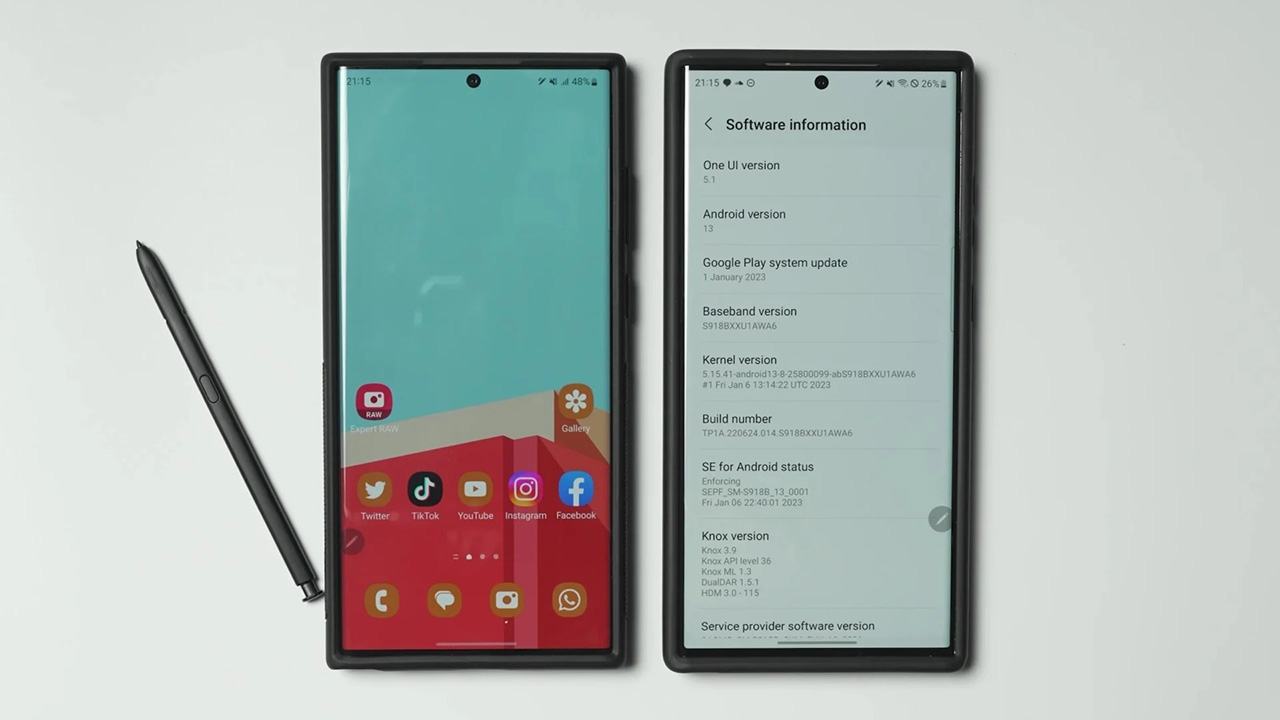 21:15
48%
RAW
Expert RAW
Gallery
Twitter
TikTok
YouTube
Instagram
Facebook
21:15
26%
Software information
One UI version
5.1
Android version
13
Google Play system update
1 January 2023
Baseband version
S918BXXU1AWA6
Kernel version
5.15.41-android13-8-25800099-abS918BXXU1AWA6
#1 Fri Jan 6 13:14:22 UTC 2023
Build number
TP1A.220624.014.S918BXXU1AWA6
SE for Android status
Enforcing
SEPF_SM-S918B_13_0001
Fri Jan 06 22:40:01 2023
Knox version
Knox 3.9
Knox API level 36
Knox ML 1.3
DualDAR 1.5.1
HDM 3.0 - 115
Service provider software version